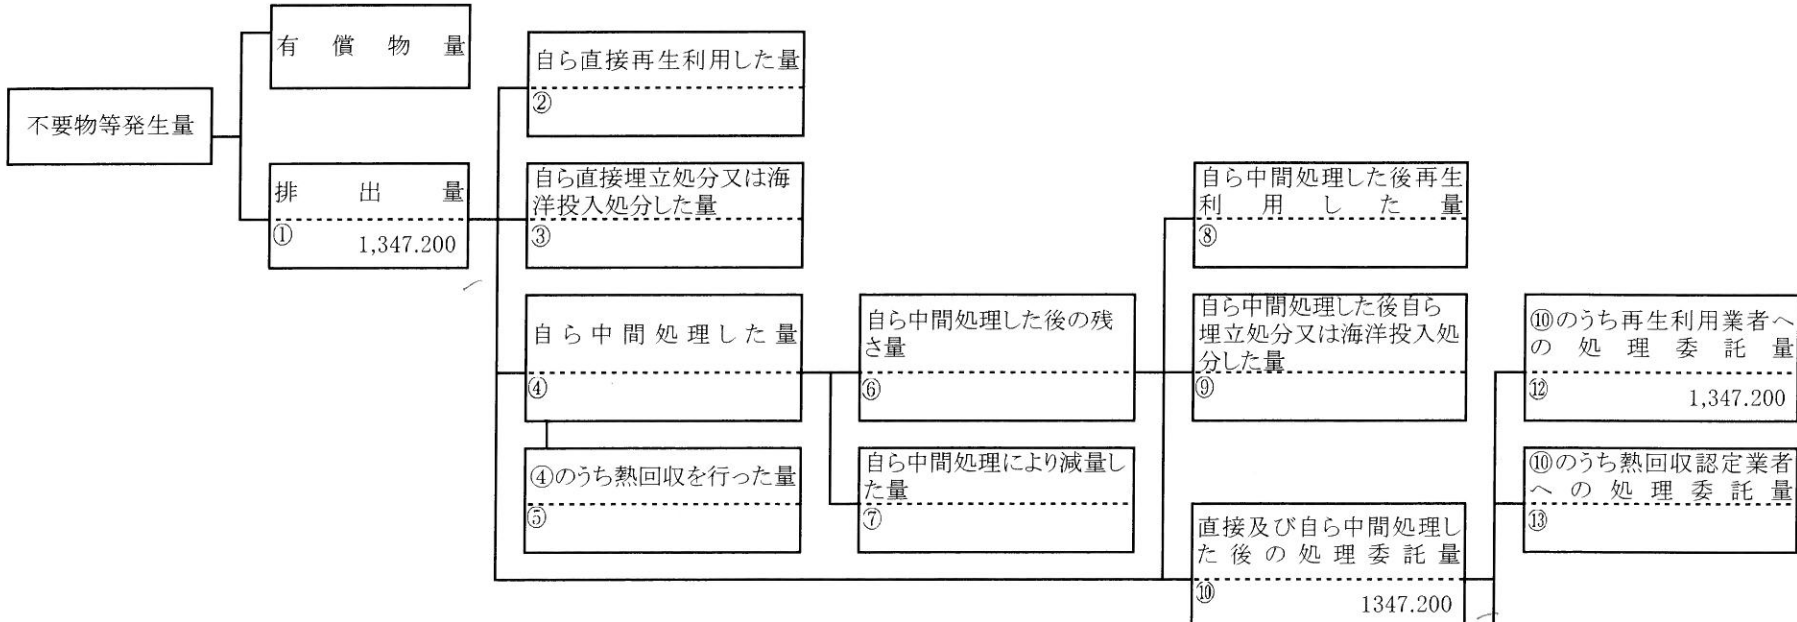 有償物量
不要物等発生量
排出量
① 1,347.200
自ら直接再生利用した量
②
自ら直接埋立処分又は海
洋投入処分した量
③
自ら中間処理した量
④
④のうち熱回収を行った量
⑤
自ら中間処理した後の残
さ量
⑥
自ら中間処理により減量し
た量
⑦
自ら中間処理した後再生
利用した量
⑧
自ら中間処理した後自ら
埋立処分又は海洋投入処
分した量
⑨
直接及び自ら中間処理し
た後の処理委託量
⑩ 1347.200
⑩のうち再生利用業者へ
の処理委託量
⑫ 1,347.200
⑩のうち熱回収認定業者
への処理委託量
⑬